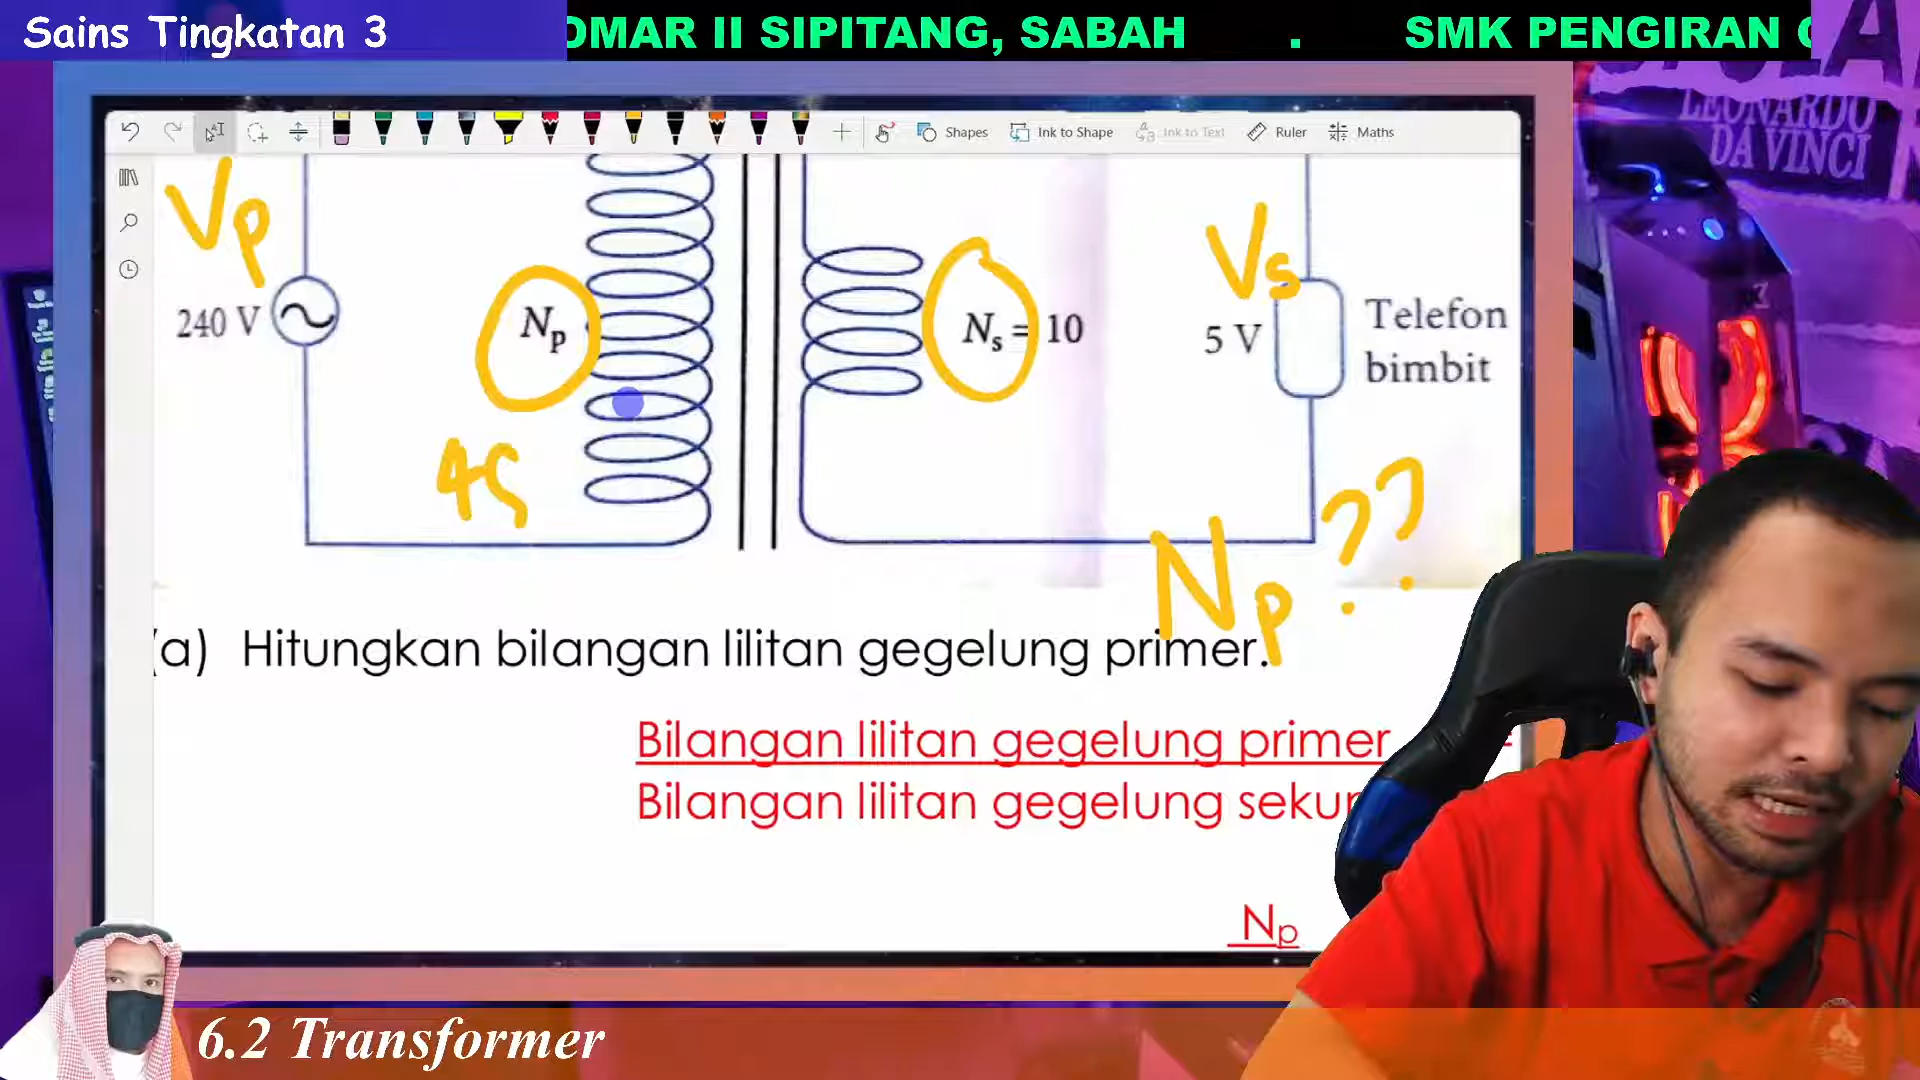 Sains Tingkatan 3
OMAR II SIPITANG, SABAH . SMK PENGIRAN
LEONARDO
DA VINCI
Shapes Ink to Shape Ink to Text Ruler Maths
Vp
240 V
Np
45
Ns = 10
Vs
5 V
Telefon
bimbit
Np ??
(a) Hitungkan bilangan lilitan gegelung primer.
Bilangan lilitan gegelung primer =
Bilangan lilitan gegelung
Np
6.2 Transformer